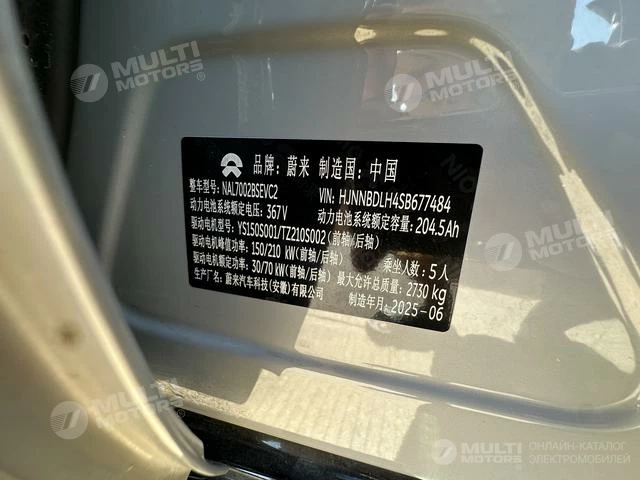 MULTI
MOTORS®
MULTI
MOTORS
品牌：蔚来 制造国：中国
整车型号：NAL7002BSEVC2
VIN：HJNNBDLH4SB677484
动力电池系统额定电压：367V
动力电池系统额定容量：204.5Ah
驱动电机型号：YS150S001/TZ210S002(前轴/后轴)
驱动电机峰值功率：150/210 kW(前轴/后轴)
乘坐人数：5人
驱动电机额定功率：30/70 kW(前轴/后轴)
最大允许总质量：2730 kg
生产厂名：蔚来汽车科技(安徽)有限公司
制造年月：2025-06
MULTI
MOTORS
MULTI
MOTORS
MULTI
MOTORS
ОНЛАЙН-КАТАЛОГ
ЭЛЕКТРОМОБИЛЕЙ